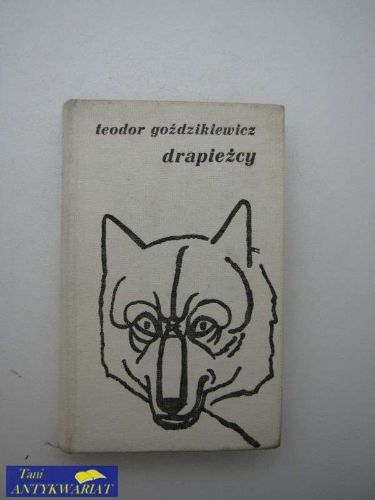 teodor goździkiewicz
drapieżcy
Tani
ANTYKWARIAT